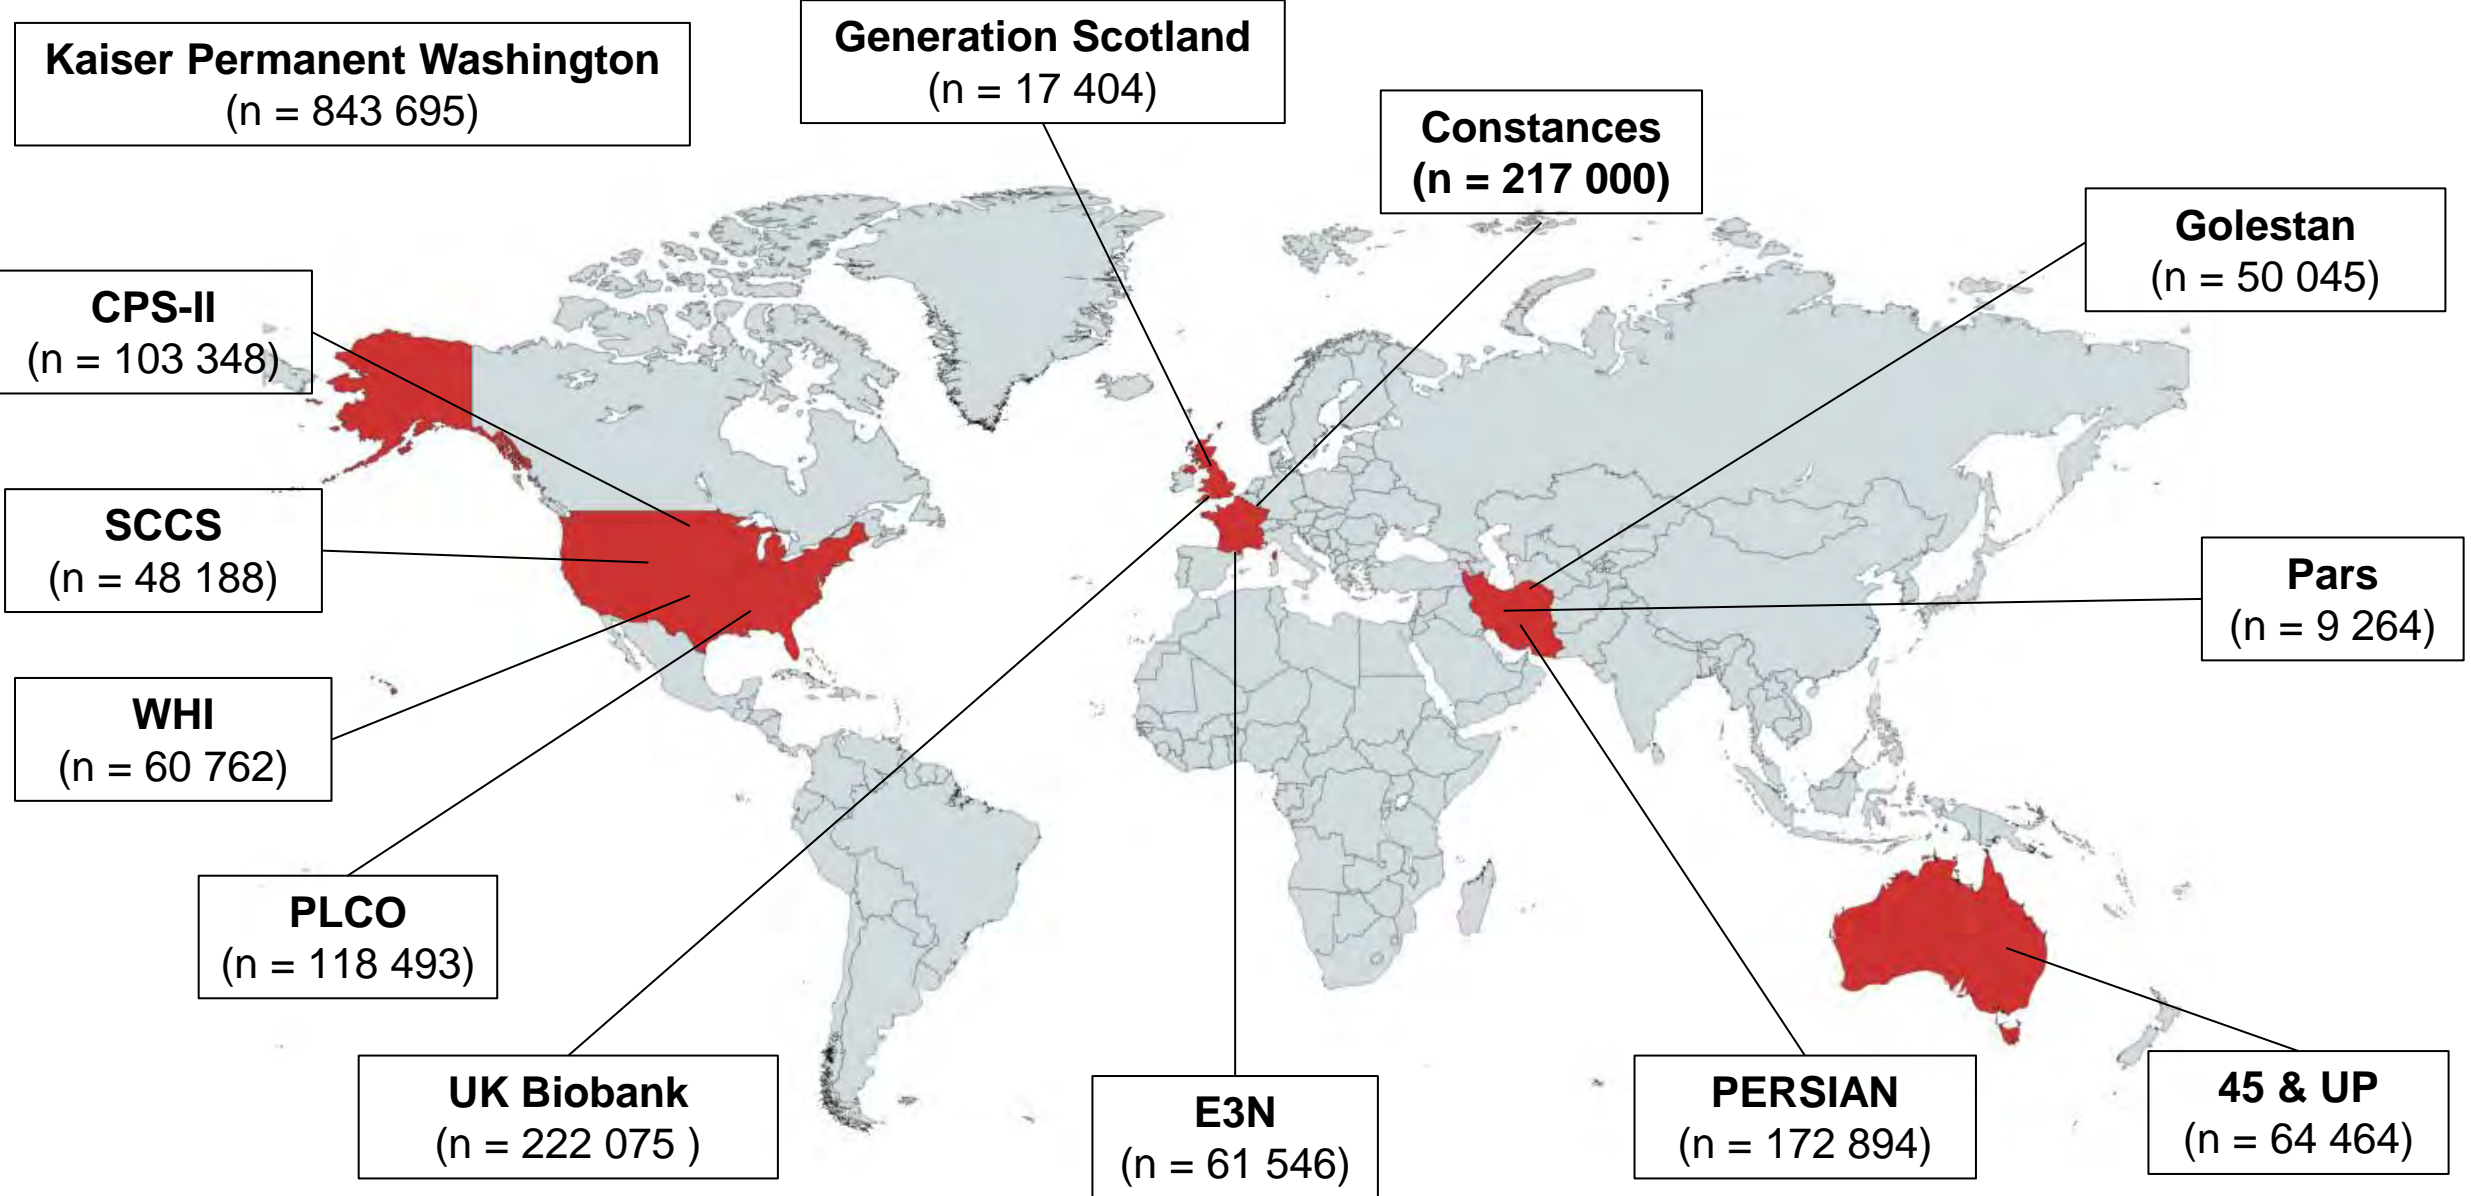 Kaiser Permanent Washington
(n = 843 695)
Generation Scotland
(n = 17 404)
Constances
(n = 217 000)
Golestan
(n = 50 045)
CPS-II
(n = 103 348)
SCCS
(n = 48 188)
Pars
(n = 9 264)
WHI
(n = 60 762)
PLCO
(n = 118 493)
UK Biobank
(n = 222 075 )
E3N
(n = 61 546)
PERSIAN
(n = 172 894)
45 & UP
(n = 64 464)